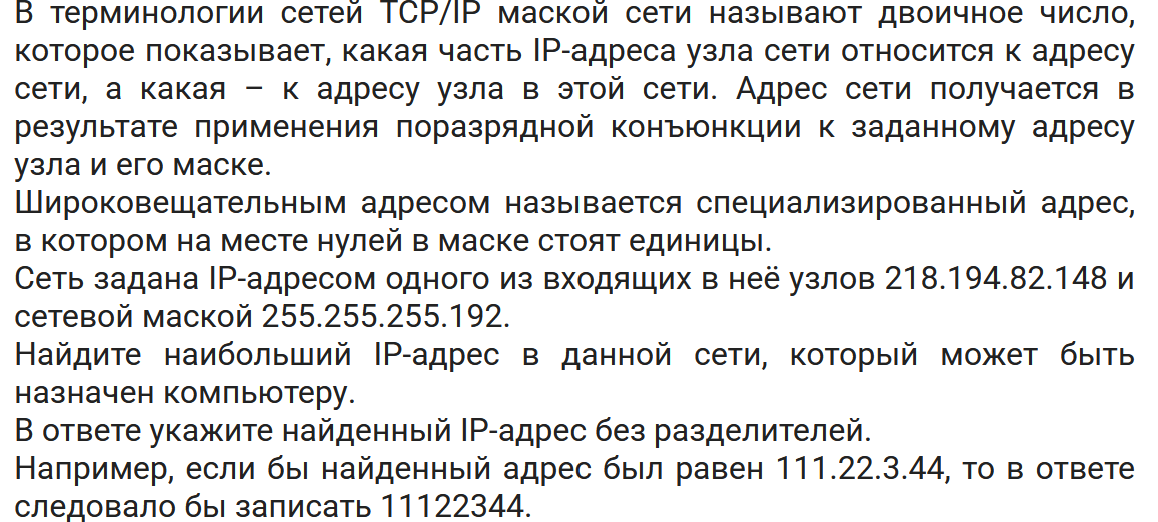 В терминологии сетей TCP/IP маской сети называют двоичное число,
которое показывает, какая часть IP-адреса узла сети относится к адресу
сети, а какая – к адресу узла в этой сети. Адрес сети получается в
результате применения поразрядной конъюнкции к заданному адресу
узла и его маске.
Широковещательным адресом называется специализированный адрес,
в котором на месте нулей в маске стоят единицы.
Сеть задана IP-адресом одного из входящих в неё узлов 218.194.82.148 и
сетевой маской 255.255.255.192.
Найдите наибольший IP-адрес в данной сети, который может быть
назначен компьютеру.
В ответе укажите найденный IP-адрес без разделителей.
Например, если бы найденный адрес был равен 111.22.3.44, то в ответе
следовало бы записать 11122344.